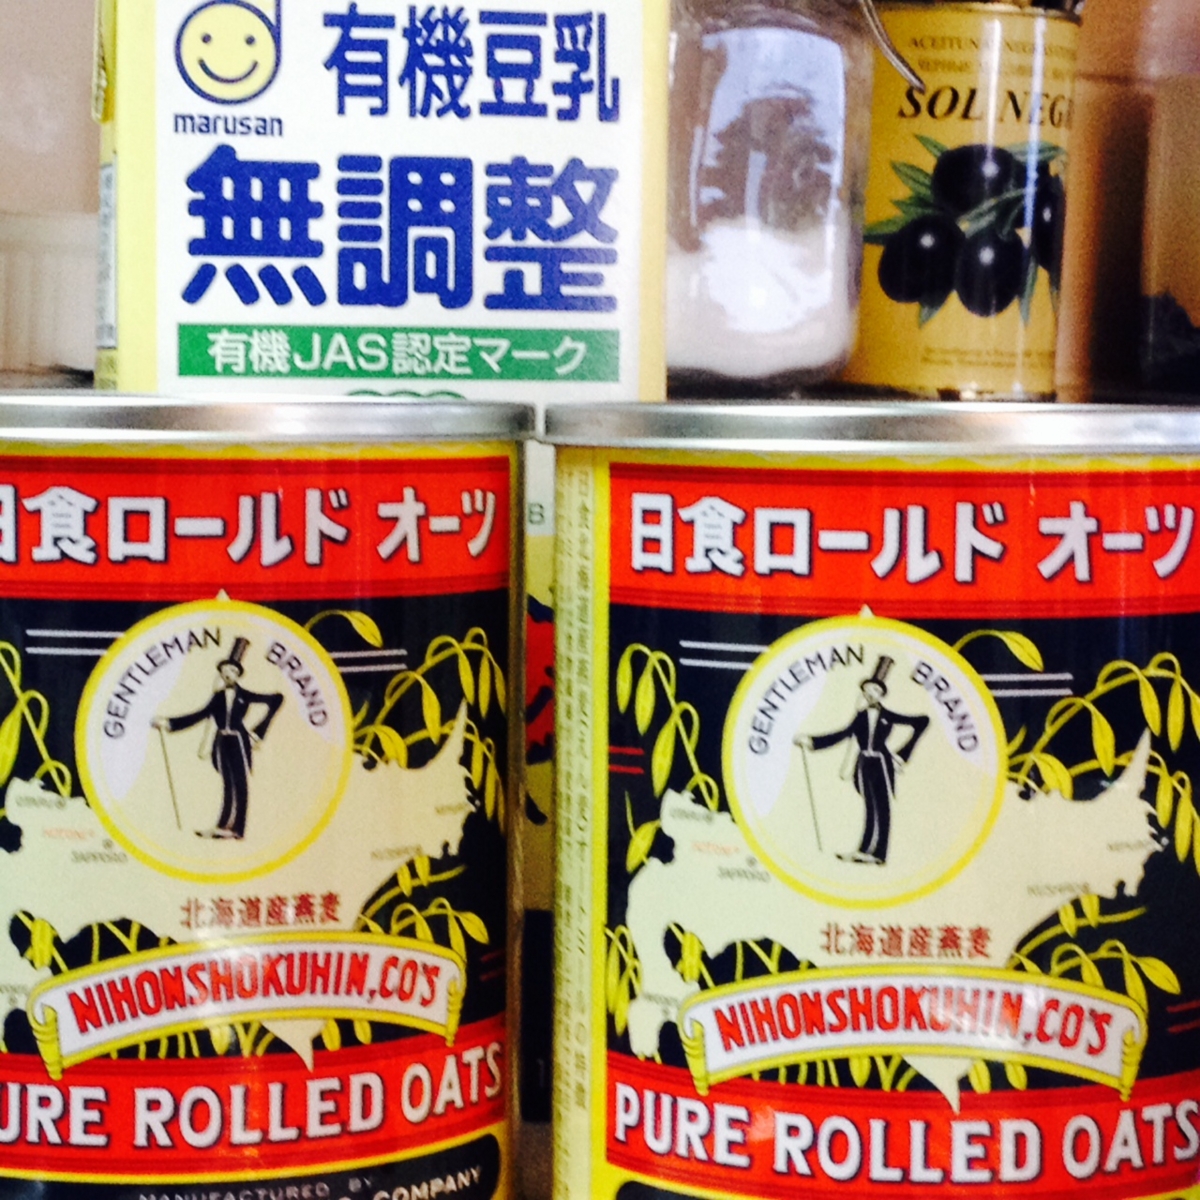 有機豆乳
marusan
無調整
有機JAS認定マーク
SOL NEG
日食ロールド オーツ
GENTLEMAN BRAND
SAPPORO
北海道産燕麦
NIHONSHOKUHIN,CO'S
URE ROLLED OATS
MANUFACTURED BY
COMPANY
日食ロールド オーツ
GENTLEMAN BRAND
SAPPORO
北海道産燕麦
NIHONSHOKUHIN,CO'S
PURE ROLLED OATS